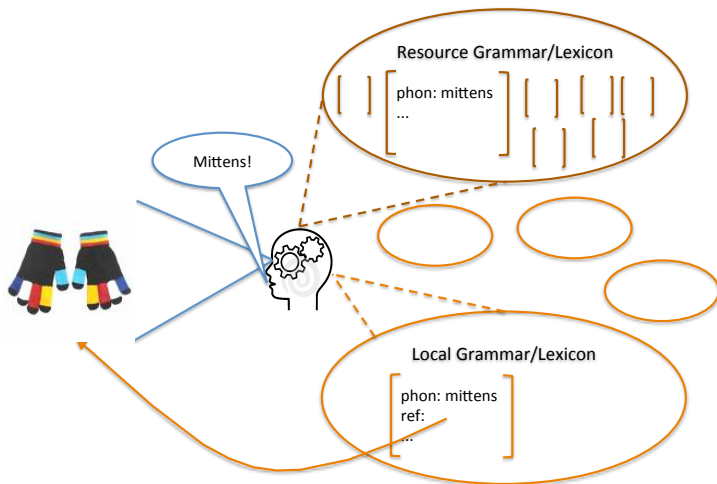 Resource Grammar/Lexicon
phon: mittens
...
Mittens!
Local Grammar/Lexicon
phon: mittens
ref:
...